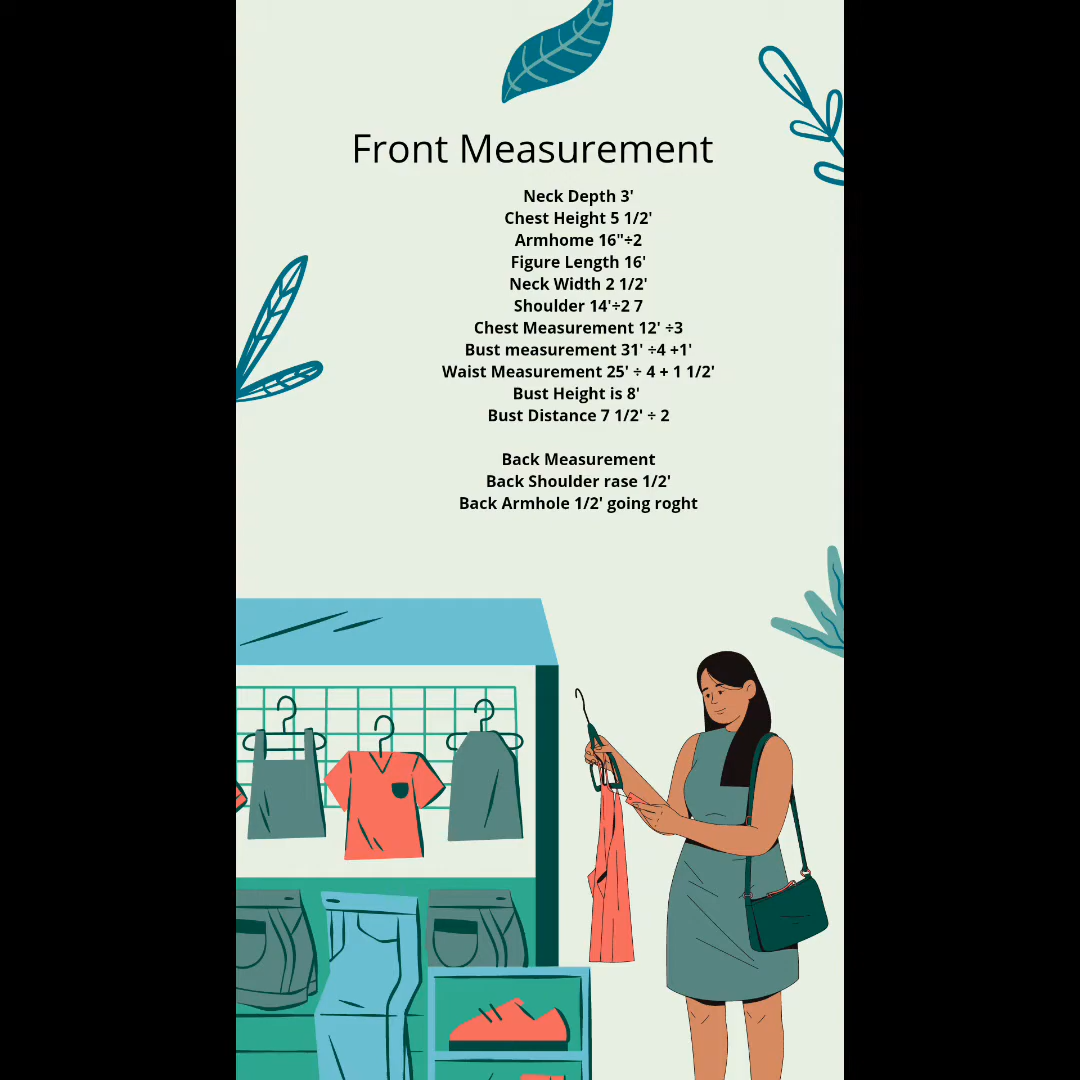 Front Measurement
Neck Depth 3'
Chest Height 5 1/2'
Armhome 16"÷2
Figure Length 16'
Neck Width 2 1/2'
Shoulder 14'÷2 7
Chest Measurement 12' ÷3
Bust measurement 31' ÷4 +1'
Waist Measurement 25' ÷ 4 + 1 1/2'
Bust Height is 8'
Bust Distance 7 1/2' ÷ 2
Back Measurement
Back Shoulder rase 1/2'
Back Armhole 1/2' going roght